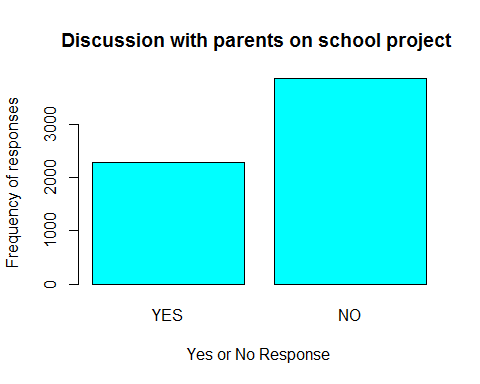 Discussion with parents on school project
Frequency of responses
3000
2000
1000
0
YES
NO
Yes or No Response